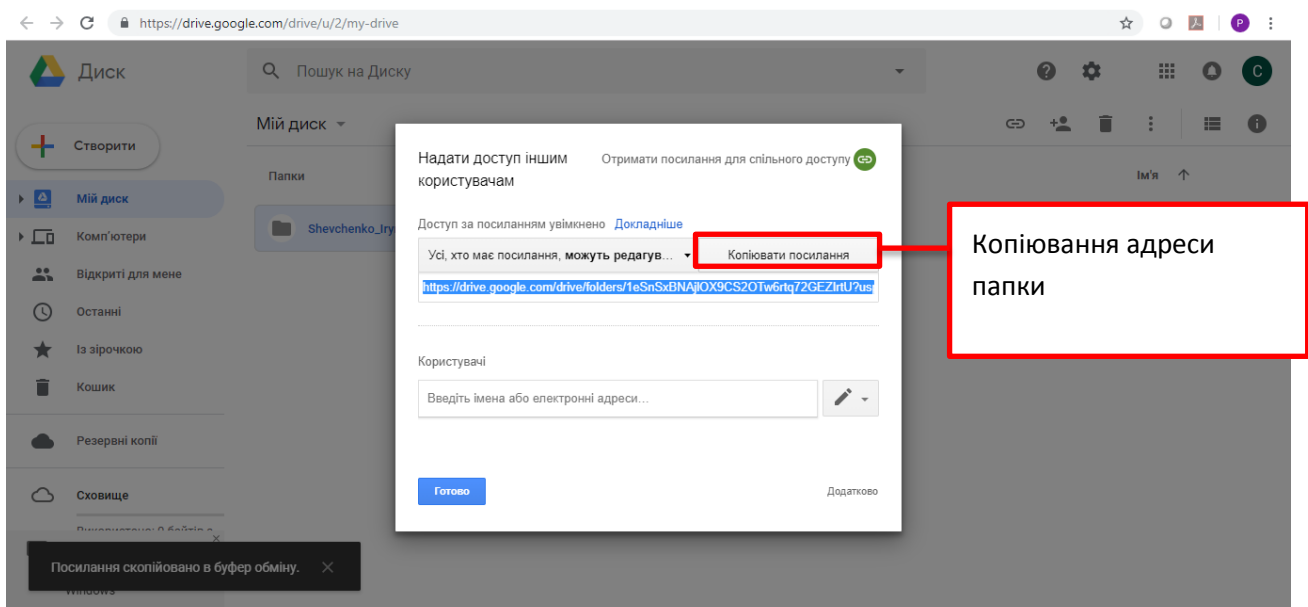 https://drive.google.com/drive/u/2/my-drive
P
Диск
Пошук на Диску
C
Створити
Мій диск
Папки
Ім'я
Мій диск
Комп'ютери
Відкриті для мене
Останні
Із зірочкою
Кошик
Резервні копії
Сховище
Shevchenko_Iry
Надати доступ іншим
користувачам
Отримати посилання для спільного доступу
Доступ за посиланням увімкнено Докладніше
Усі, хто має посилання, можуть редагув...
Копіювати посилання
https://drive.google.com/drive/folders/1eSnSxBNAjlOX9CS2OTw6rtq72GEZlrtU?us
Користувачі
Введіть імена або електронні адреси...
Готово
Додатково
Копіювання адреси
папки
Посилання скопійовано в буфер обміну.
Windows